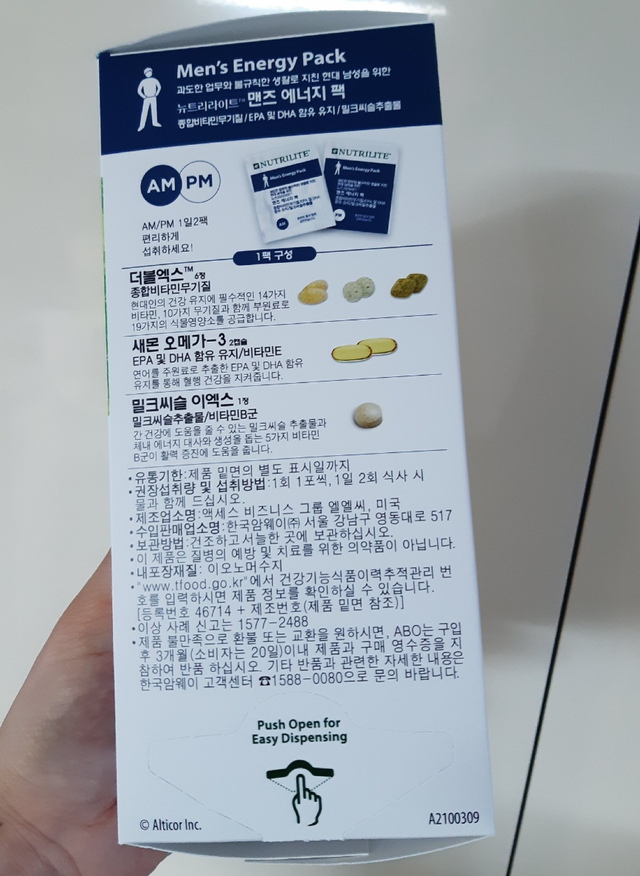 Men's Energy Pack
과도한 업무와 불규칙한 생활로 지친 현대 남성을 위한
뉴트리라이트™ 맨즈 에너지 팩
종합비타민무기질/EPA 및 DHA 함유 유지/밀크씨슬추출물
AM PM
NUTRILITE
Men's Energy Pack
맨즈 에너지 팩
AM
NUTRILITE
Men's Energy Pack
맨즈 에너지 팩
PM
AM/PM 1일2팩
편리하게
섭취하세요!
1팩 구성
더블엑스™ 6정
종합비타민무기질
현대인의 건강 유지에 필수적인 14가지
비타민, 10가지 무기질과 함께 부원료로
19가지의 식물영양소를 공급합니다.
새몬 오메가-3 2캡슐
EPA 및 DHA 함유 유지/비타민E
연어를 주원료로 추출한 EPA 및 DHA 함유
유지를 통해 혈행 건강을 지켜줍니다.
밀크씨슬 이엑스 1정
밀크씨슬추출물/비타민B군
간 건강에 도움을 줄 수 있는 밀크씨슬 추출물과
체내 에너지 대사와 생성을 돕는 5가지 비타민
B군이 활력 증진에 도움을 줍니다.
• 유통기한:제품 밑면의 별도 표시일까지
• 권장섭취량 및 섭취방법:1회 1포씩, 1일 2회 식사 시
물과 함께 드십시오.
• 제조업소명:액세스 비즈니스 그룹 엘엘씨, 미국
• 수입판매업소명:한국암웨이㈜ 서울 강남구 영동대로 517
• 보관방법:건조하고 서늘한 곳에 보관하십시오.
• 이 제품은 질병의 예방 및 치료를 위한 의약품이 아닙니다.
• 내포장재질: 이오노머수지
• "www.tfood.go.kr"에서 건강기능식품이력추적관리 번
호를 입력하시면 제품 정보를 확인하실 수 있습니다.
[등록번호 46714 + 제조번호(제품 밑면 참조)]
• 이상 사례 신고는 1577-2488
• 제품 불만족으로 환불 또는 교환을 원하시면, ABO는 구입
후 3개월(소비자는 20일)이내 제품과 구매 영수증을 지
참하여 반품 하십시오. 기타 반품과 관련한 자세한 내용은
한국암웨이 고객센터 ☎1588-0080으로 문의 바랍니다.
Push Open for
Easy Dispensing
© Alticor Inc.
A2100309